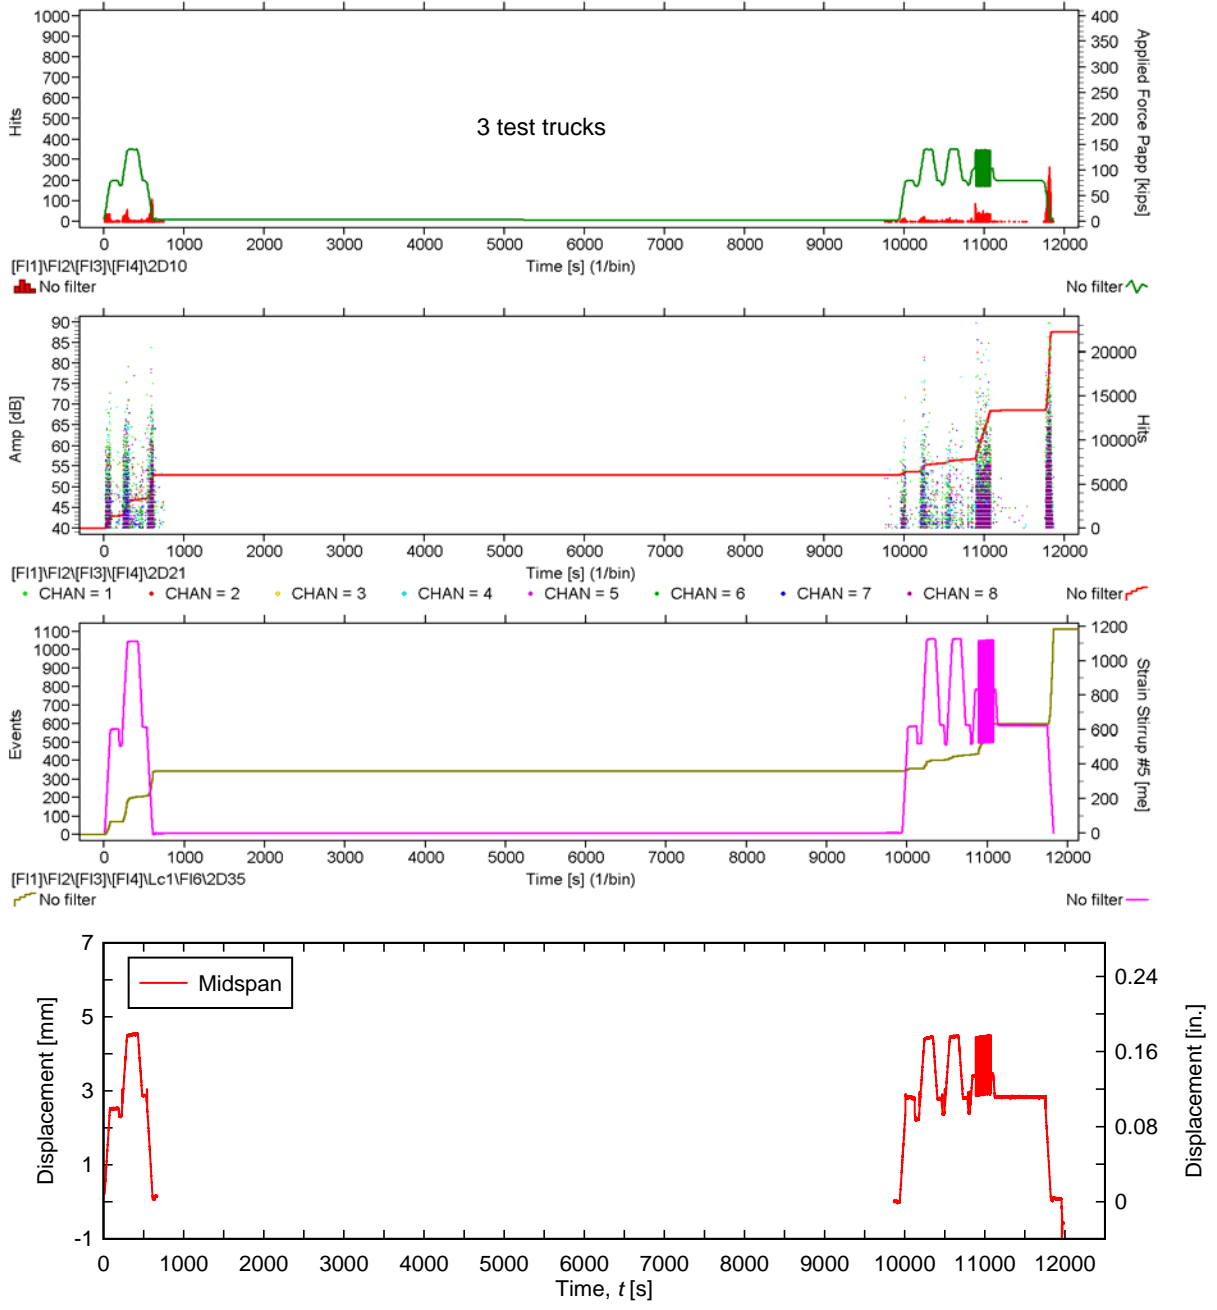 1000
900
800
700
600
500
400
300
200
100
0
Hits
400
350
300
250
200
150
100
50
0
Applied Force Papp [kips]
3 test trucks
0 1000 2000 3000 4000 5000 6000 7000 8000 9000 10000 11000 12000
[FI1]\FI2\[FI3]\[FI4]\2D10
Time [s] (1/bin)
No filter
No filter
90
85
80
75
70
65
60
55
50
45
40
Amp [dB]
20000
15000
10000
5000
0
Hits
0 1000 2000 3000 4000 5000 6000 7000 8000 9000 10000 11000 12000
[FI1]\FI2\[FI3]\[FI4]\2D21
Time [s] (1/bin)
CHAN = 1 CHAN = 2 CHAN = 3 CHAN = 4 CHAN = 5 CHAN = 6 CHAN = 7 CHAN = 8 No filter
1100
1000
900
800
700
600
500
400
300
200
100
0
Events
1200
1000
800
600
400
200
0
Strain Stirrup #5 [me]
0 1000 2000 3000 4000 5000 6000 7000 8000 9000 10000 11000 12000
[FI1]\FI2\[FI3]\[FI4]\Lc1\FI6\2D35
Time [s] (1/bin)
No filter
No filter
7
5
3
1
-1
Displacement [mm]
Midspan
0.24
0.16
0.08
0
Displacement [in.]
0 1000 2000 3000 4000 5000 6000 7000 8000 9000 10000 11000 12000
Time, t [s]